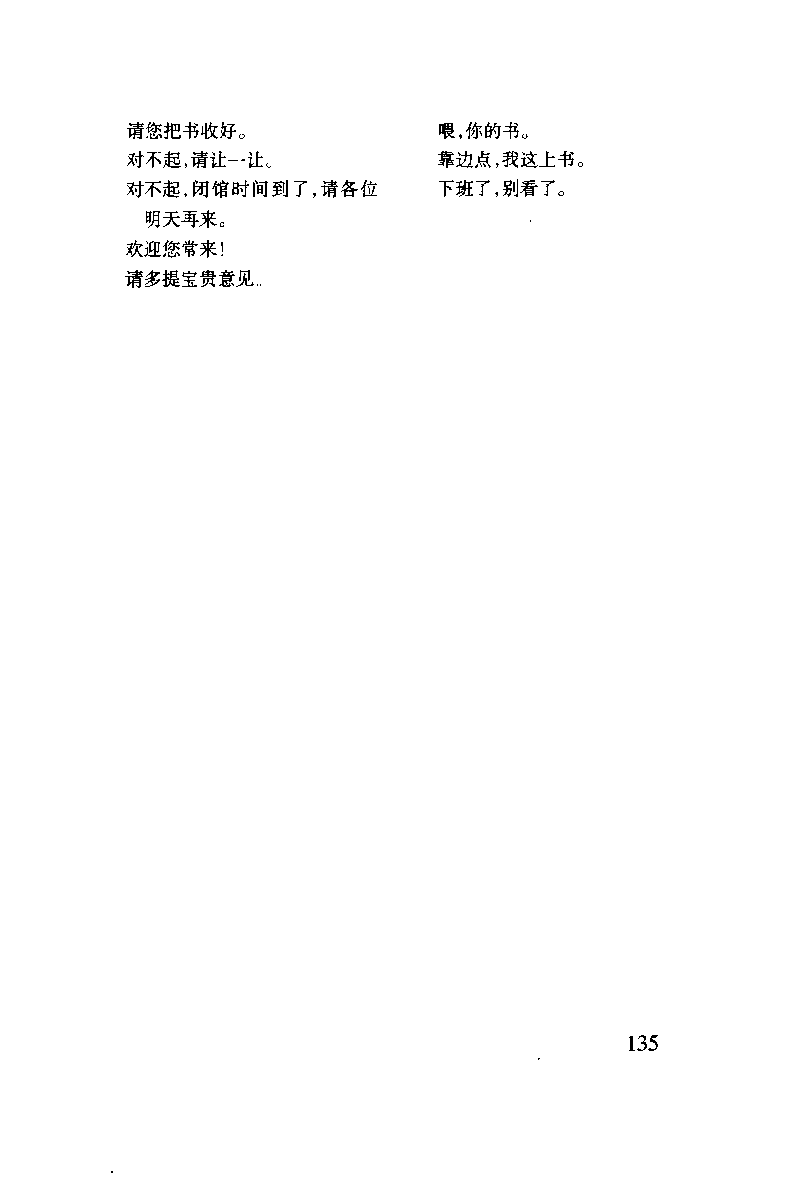 请您把书收好。
对不起,请让一让。
对不起,闭馆时间到了,请各位
明天再来。
欢迎您常来!
请多提宝贵意见。
喂,你的书。
靠边点,我这上书。
下班了,别看了。
135